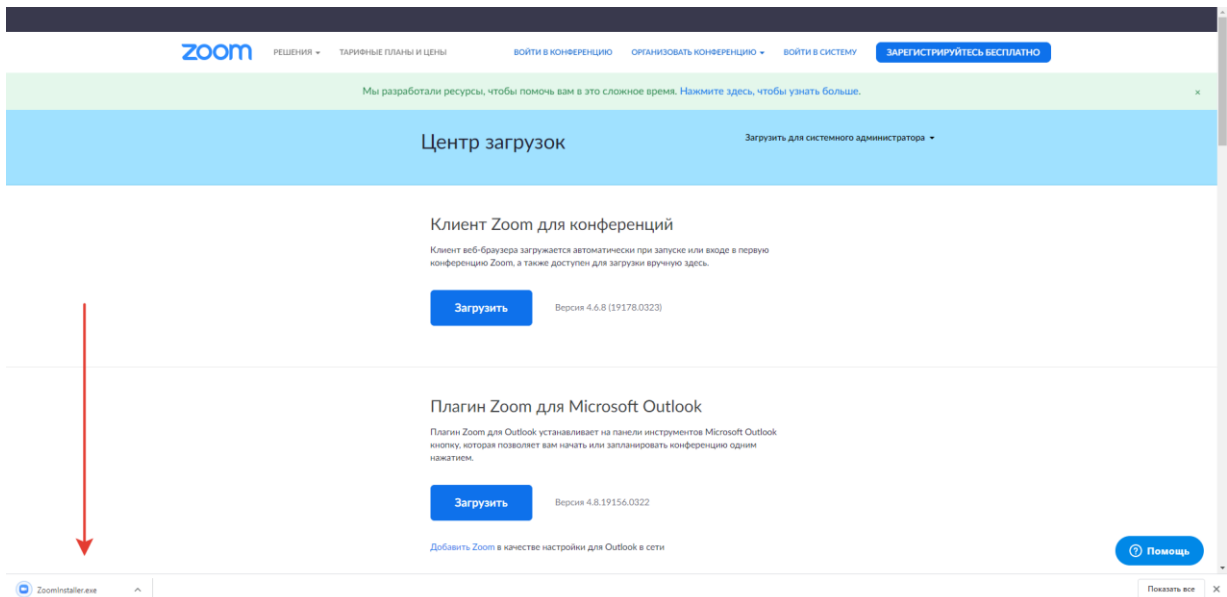 zoom РЕШЕНИЯ ТАРИФНЫЕ ПЛАНЫ И ЦЕНЫ ВОЙТИ В КОНФЕРЕНЦИЮ ОРГАНИЗОВАТЬ КОНФЕРЕНЦИЮ ВОЙТИ В СИСТЕМУ ЗАРЕГИСТРИРУЙТЕСЬ БЕСПЛАТНО
Мы разработали ресурсы, чтобы помочь вам в это сложное время. Нажмите здесь, чтобы узнать больше.
Центр загрузок
Загрузить для системного администратора
Клиент Zoom для конференций
Клиент веб-браузера загружается автоматически при запуске или входе в первую
конференцию Zoom, а также доступен для загрузки вручную здесь.
Загрузить Версия 4.6.8 (19178.0323)
Плагин Zoom для Microsoft Outlook
Плагин Zoom для Outlook устанавливает на панели инструментов Microsoft Outlook
кнопку, которая позволяет вам начать или запланировать конференцию одним
нажатием.
Загрузить Версия 4.8.19156.0322
Добавить Zoom в качестве настройки для Outlook в сети
Помощь
ZoomInstaller.exe Показать все